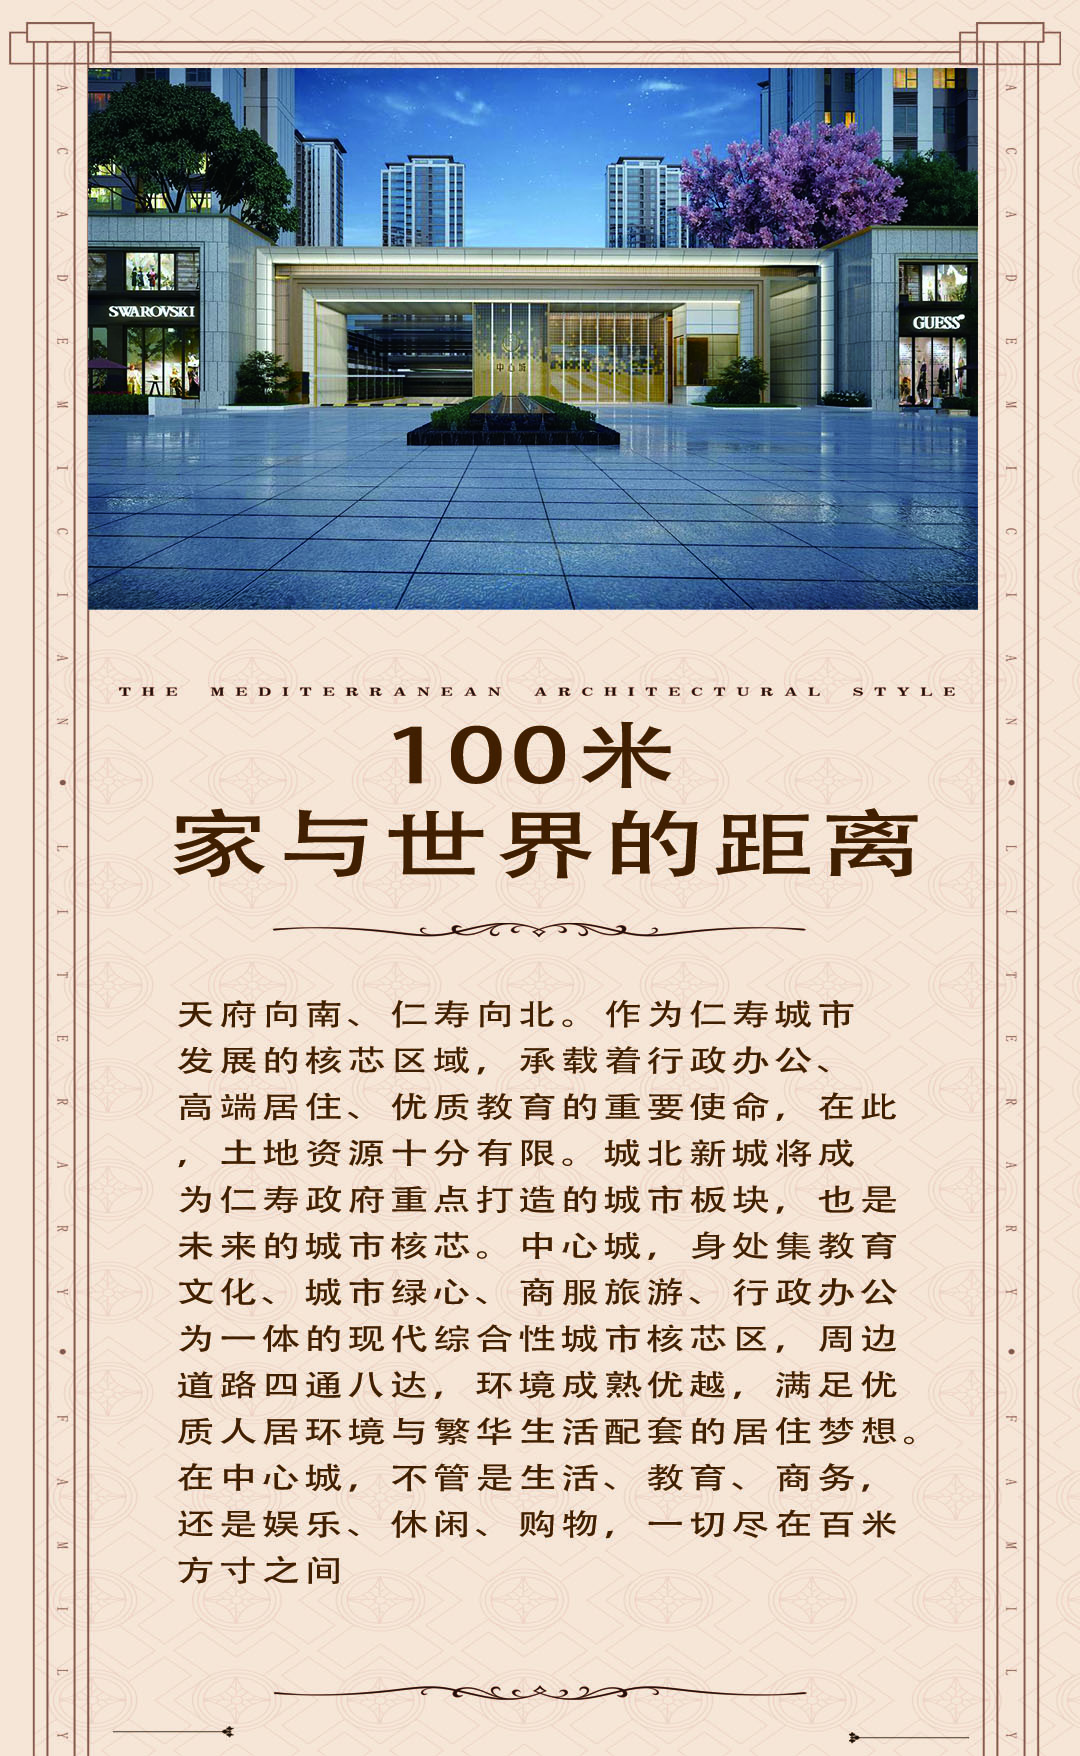 SWAROVSKI
GUESS
中心城
THE MEDITERRANEAN ARCHITECTURAL STYLE
100米
家与世界的距离
天府向南、仁寿向北。作为仁寿城市
发展的核芯区域，承载着行政办公、
高端居住、优质教育的重要使命，在此
，土地资源十分有限。城北新城将成
为仁寿政府重点打造的城市板块，也是
未来的城市核芯。中心城，身处集教育
文化、城市绿心、商服旅游、行政办公
为一体的现代综合性城市核芯区，周边
道路四通八达，环境成熟优越，满足优
质人居环境与繁华生活配套的居住梦想。
在中心城，不管是生活、教育、商务，
还是娱乐、休闲、购物，一切尽在百米
方寸之间
ACADEMICIAN•LITERARY•FAMILY
ACADEMICIAN•LITERARY•FAMILY